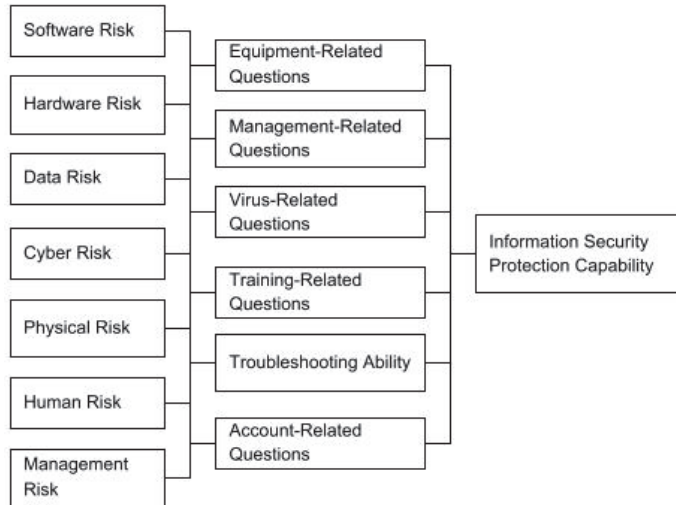 Software Risk
Hardware Risk
Data Risk
Cyber Risk
Physical Risk
Human Risk
Management
Risk
Equipment-Related
Questions
Management-Related
Questions
Virus-Related
Questions
Training-Related
Questions
Troubleshooting Ability
Account-Related
Questions
Information Security
Protection Capability